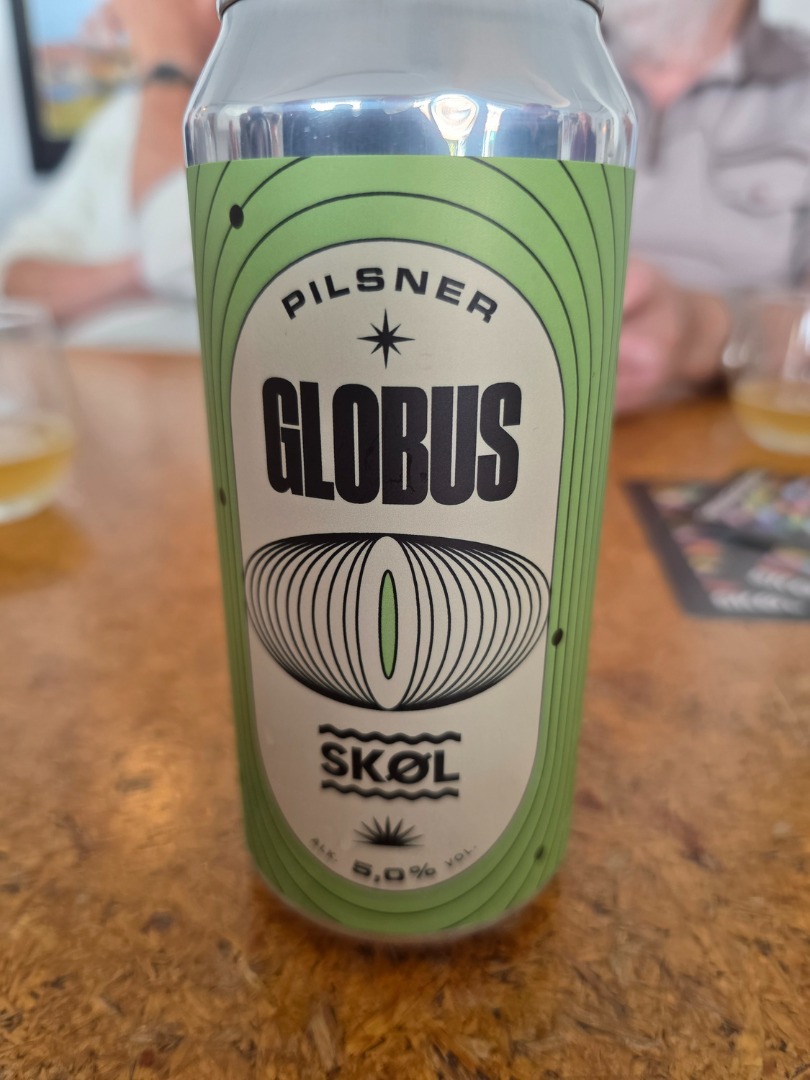 PILSNER
GLOBUS
SKØL
ALK. 5,0% VOL.